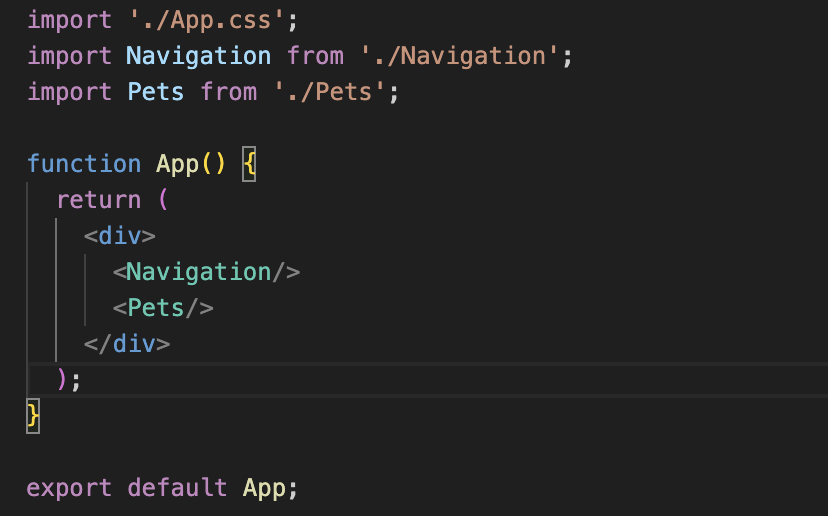 import './App.css';
import Navigation from './Navigation';
import Pets from './Pets';

function App() {
  return (
    <div>
      <Navigation/>
      <Pets/>
    </div>
  );
}

export default App;